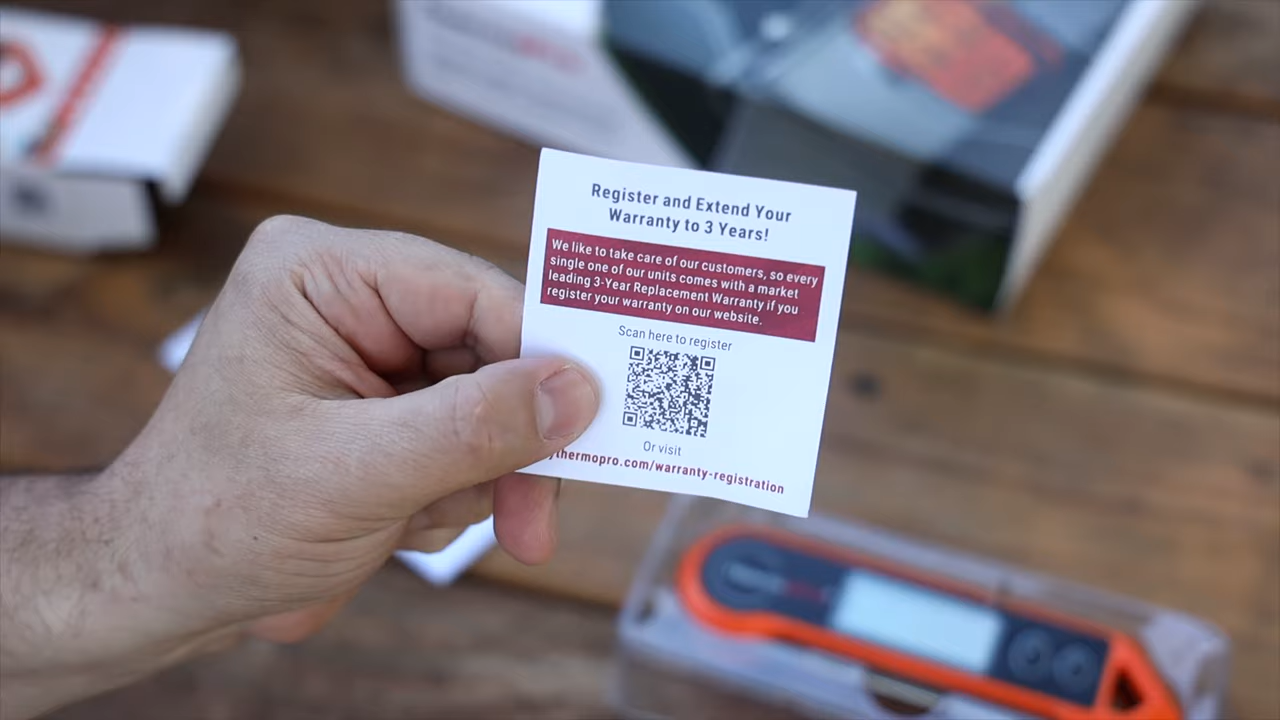 Register and Extend Your
Warranty to 3 Years!
We like to take care of our customers, so every
single one of our units comes with a market
leading 3-Year Replacement Warranty if you
register your warranty on our website.
Scan here to register
Or visit
ythermopro.com/warranty-registration